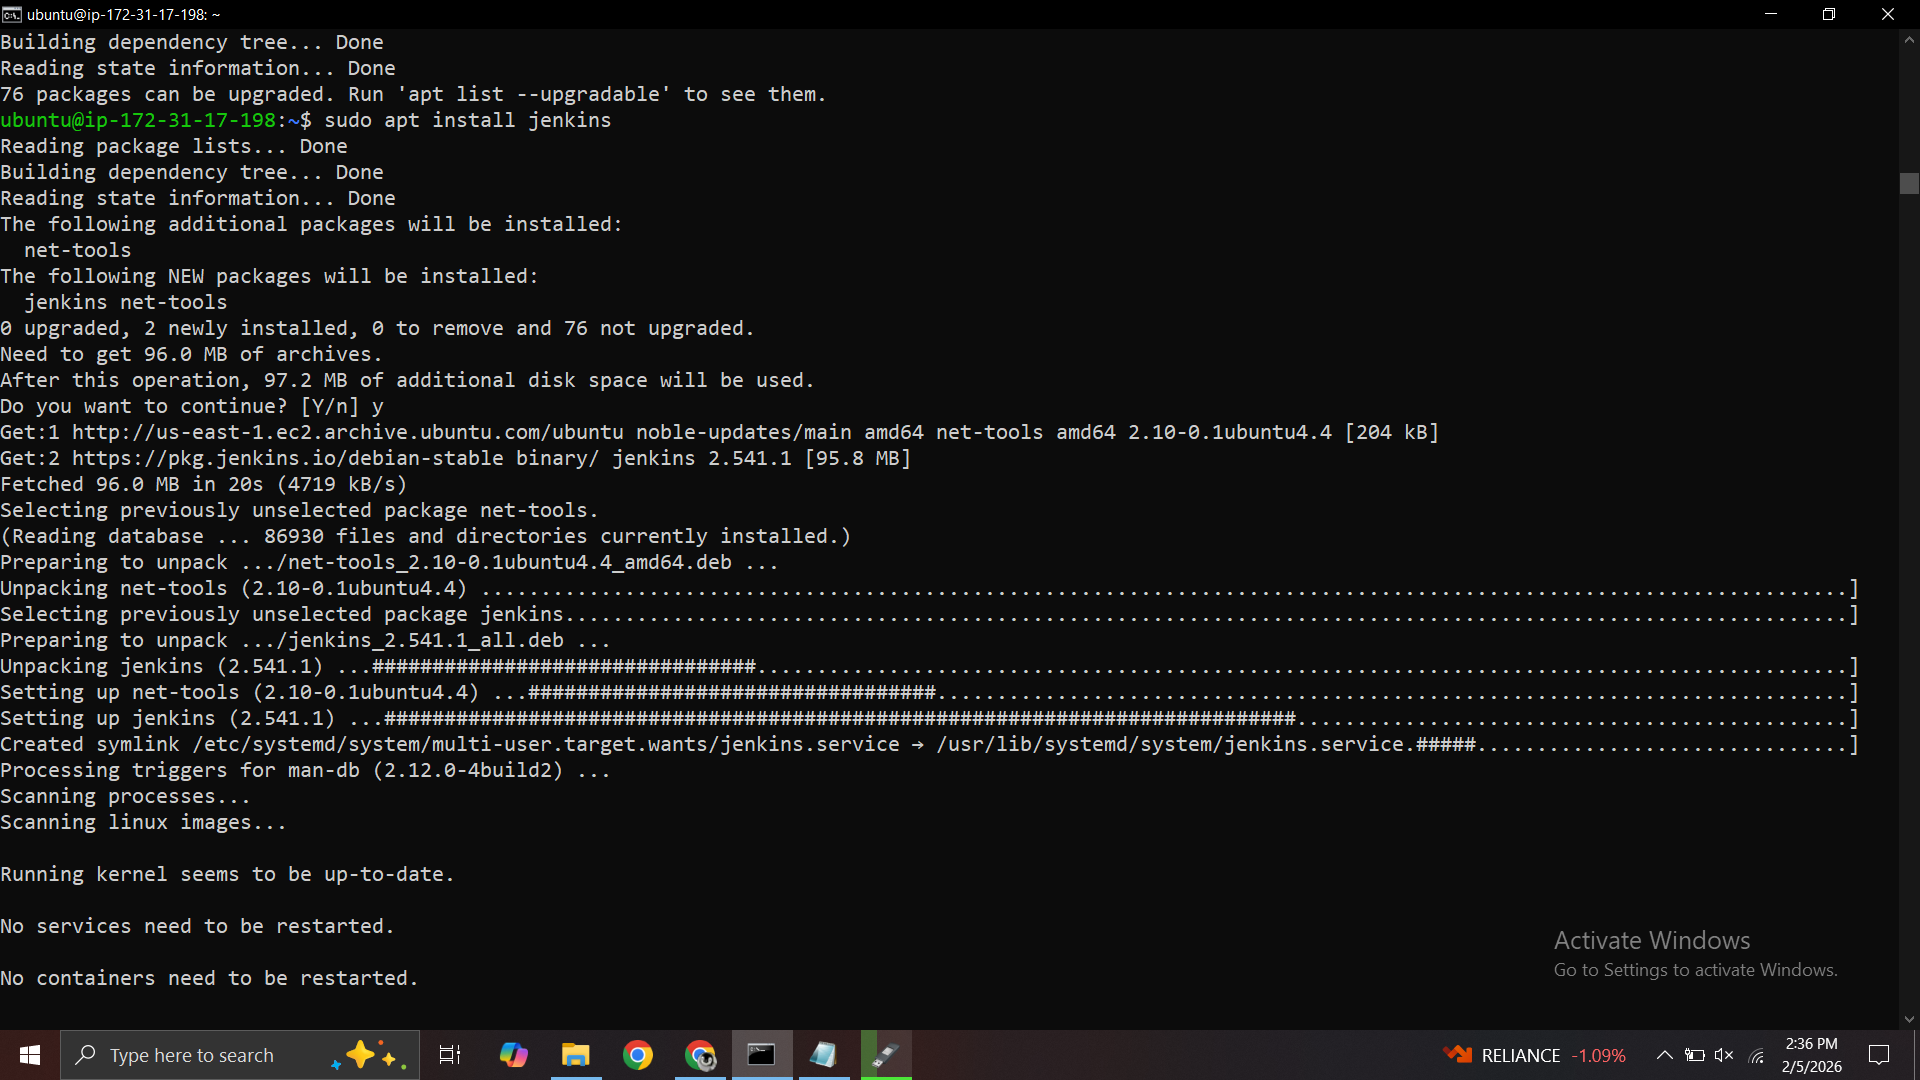 ubuntu@ip-172-31-17-198: ~
Building dependency tree... Done
Reading state information... Done
76 packages can be upgraded. Run 'apt list --upgradable' to see them.
ubuntu@ip-172-31-17-198:~$ sudo apt install jenkins
Reading package lists... Done
Building dependency tree... Done
Reading state information... Done
The following additional packages will be installed:
  net-tools
The following NEW packages will be installed:
  jenkins net-tools
0 upgraded, 2 newly installed, 0 to remove and 76 not upgraded.
Need to get 96.0 MB of archives.
After this operation, 97.2 MB of additional disk space will be used.
Do you want to continue? [Y/n] y
Get:1 http://us-east-1.ec2.archive.ubuntu.com/ubuntu noble-updates/main amd64 net-tools amd64 2.10-0.1ubuntu4.4 [204 kB]
Get:2 https://pkg.jenkins.io/debian-stable binary/ jenkins 2.541.1 [95.8 MB]
Fetched 96.0 MB in 20s (4719 kB/s)
Selecting previously unselected package net-tools.
(Reading database ... 86930 files and directories currently installed.)
Preparing to unpack .../net-tools_2.10-0.1ubuntu4.4_amd64.deb ...
Unpacking net-tools (2.10-0.1ubuntu4.4) ..................................................................................................................]
Selecting previously unselected package jenkins...........................................................................................................]
Preparing to unpack .../jenkins_2.541.1_all.deb ...
Unpacking jenkins (2.541.1) ...################################...........................................................................................]
Setting up net-tools (2.10-0.1ubuntu4.4) ...##################################............................................................................]
Setting up jenkins (2.541.1) ...############################################################################..............................................]
Created symlink /etc/systemd/system/multi-user.target.wants/jenkins.service → /usr/lib/systemd/system/jenkins.service.#####...............................]
Processing triggers for man-db (2.12.0-4build2) ...
Scanning processes...
Scanning linux images...
Running kernel seems to be up-to-date.
No services need to be restarted.
No containers need to be restarted.
Activate Windows
Go to Settings to activate Windows.
Type here to search
RELIANCE -1.09%
2:36 PM
2/5/2026